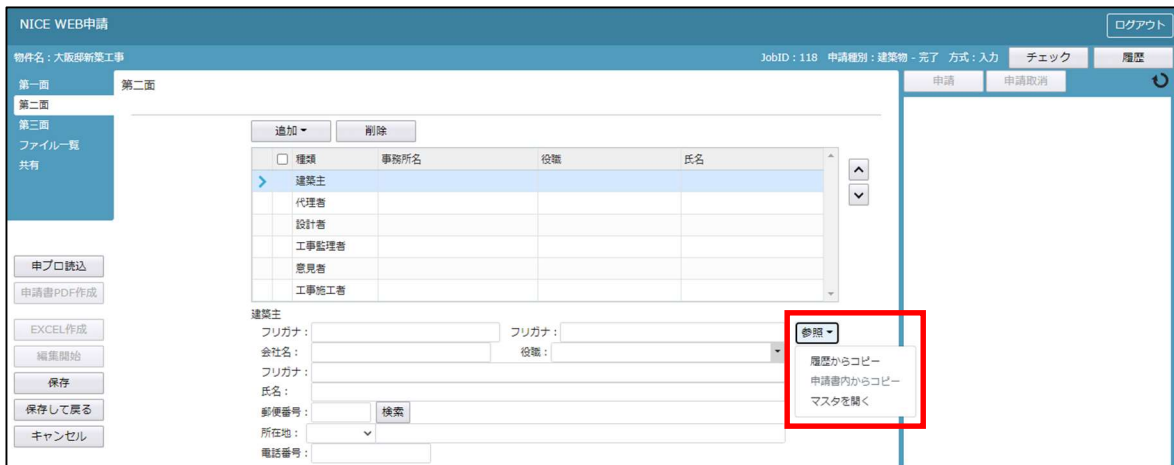 NICE WEB申請
ログアウト
物件名：大阪邸新築工事
JobID：118 申請種別：建築物 - 完了 方式：入力
チェック
履歴
第一面
第二面
第三面
ファイル一覧
共有
第二面
申請
申請取消
追加
削除
種類 事務所名 役職 氏名
建築主
代理者
設計者
工事監理者
意見者
工事施工者
申プロ読込
申請書PDF作成
EXCEL作成
編集開始
保存
保存して戻る
キャンセル
建築主
フリガナ： フリガナ：
会社名： 役職：
フリガナ：
氏名：
郵便番号： 検索
所在地：
電話番号：
参照
履歴からコピー
申請書内からコピー
マスタを開く